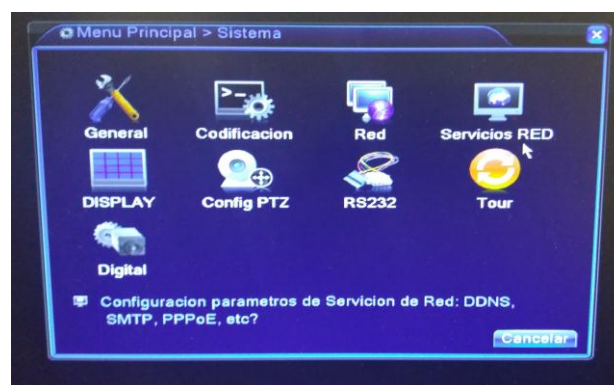 Menu Principal > Sistema
General Codificacion Red Servicios RED
DISPLAY Config PTZ RS232 Tour
Digital
Configuracion parametros de Servicion de Red: DDNS,
SMTP, PPPoE, etc?
Cancelar